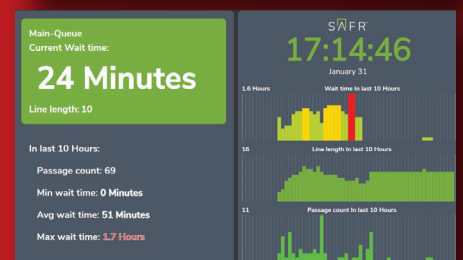 Main-Queue
Current Wait time:
24 Minutes
Line length: 10
In last 10 Hours:
Passage count: 69
Min wait time: 0 Minutes
Avg wait time: 51 Minutes
Max wait time: 1.7 Hours
SAFR
17:14:46
January 31
1.6 Hours
Wait time In last 10 Hours
16
Line length In last 10 Hours
11
Passage count In last 10 Hours